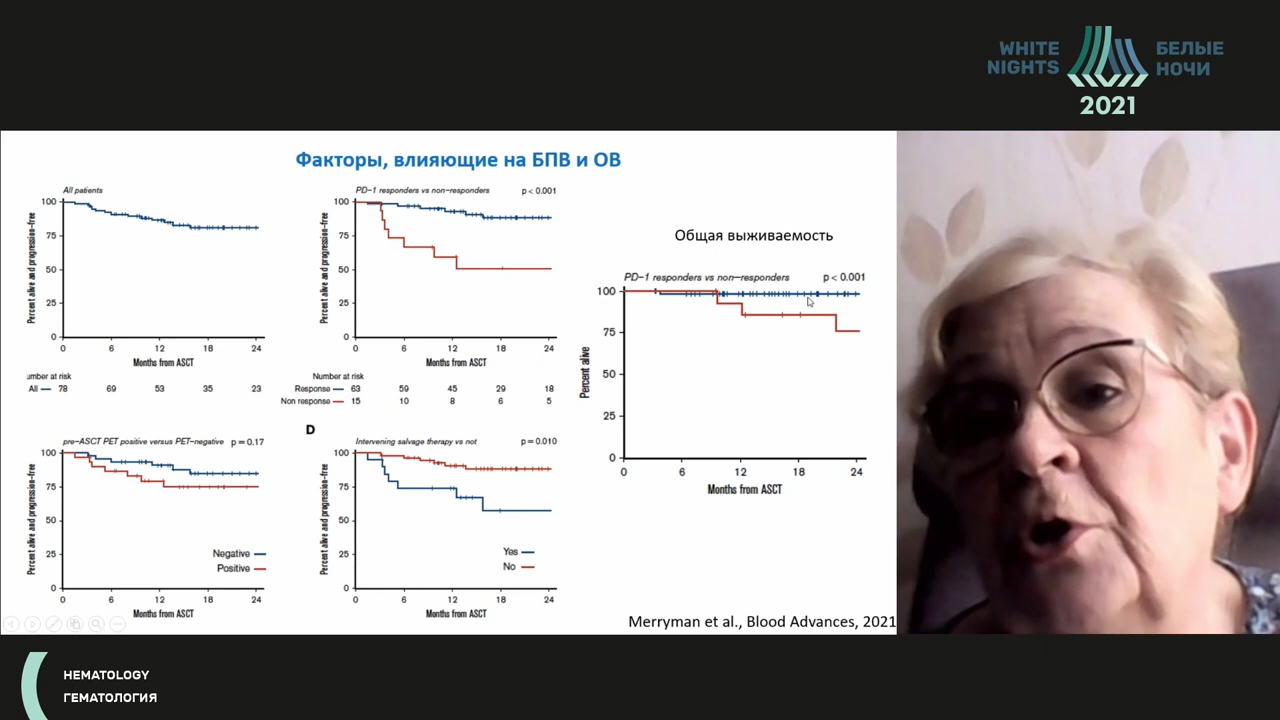 WHITE
NIGHTS
БЕЛЫЕ
НОЧИ
2021
Факторы, влияющие на БПВ и ОВ
All patients
Percent alive and progression–free
100
75
50
25
0
0 6 12 18 24
Months from ASCT
umber at risk
All 78 69 53 35 23
PD–1 responders vs non–responders p < 0.001
Percent alive and progression–free
100
75
50
25
0
0 6 12 18 24
Months from ASCT
Number at risk
Response 63 59 45 29 18
Non response 15 10 8 6 5
Общая выживаемость
PD–1 responders vs non–responders p < 0.001
Percent alive
100
75
50
25
0
0 6 12 18 24
Months from ASCT
pre–ASCT PET positive versus PET–negative p = 0.17
Percent alive and progression–free
100
75
50
25
0
Negative
Positive
0 6 12 18 24
Months from ASCT
D
Intervening salvage therapy vs not p = 0.010
Percent alive and progression–free
100
75
50
25
0
Yes
No
0 6 12 18 24
Months from ASCT
Merryman et al., Blood Advances, 2021
HEMATOLOGY
ГЕМАТОЛОГИЯ